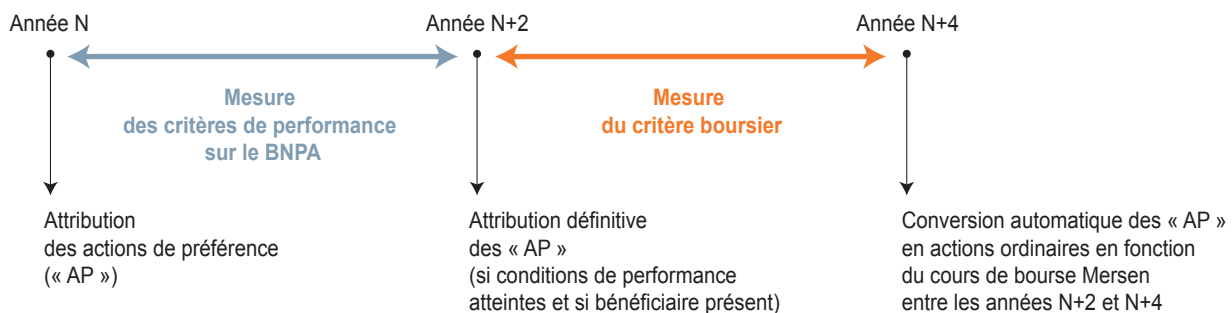 Année N
Année N+2
Année N+4
Mesure
des critères de performance
sur le BNPA
Mesure
du critère boursier
Attribution
des actions de préférence
(« AP »)
Attribution définitive
des « AP »
(si conditions de performance
atteintes et si bénéficiaire présent)
Conversion automatique des « AP »
en actions ordinaires en fonction
du cours de bourse Mersen
entre les années N+2 et N+4